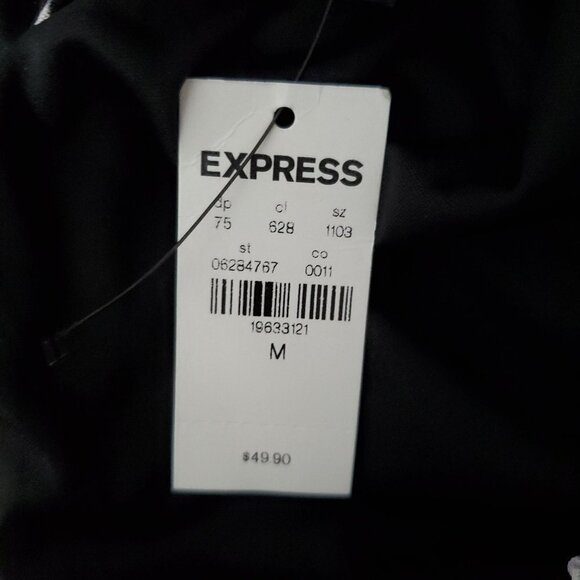 EXPRESS
dp cl sz
75 628 1103
st co
06284767 0011
19633121
M
$49.90